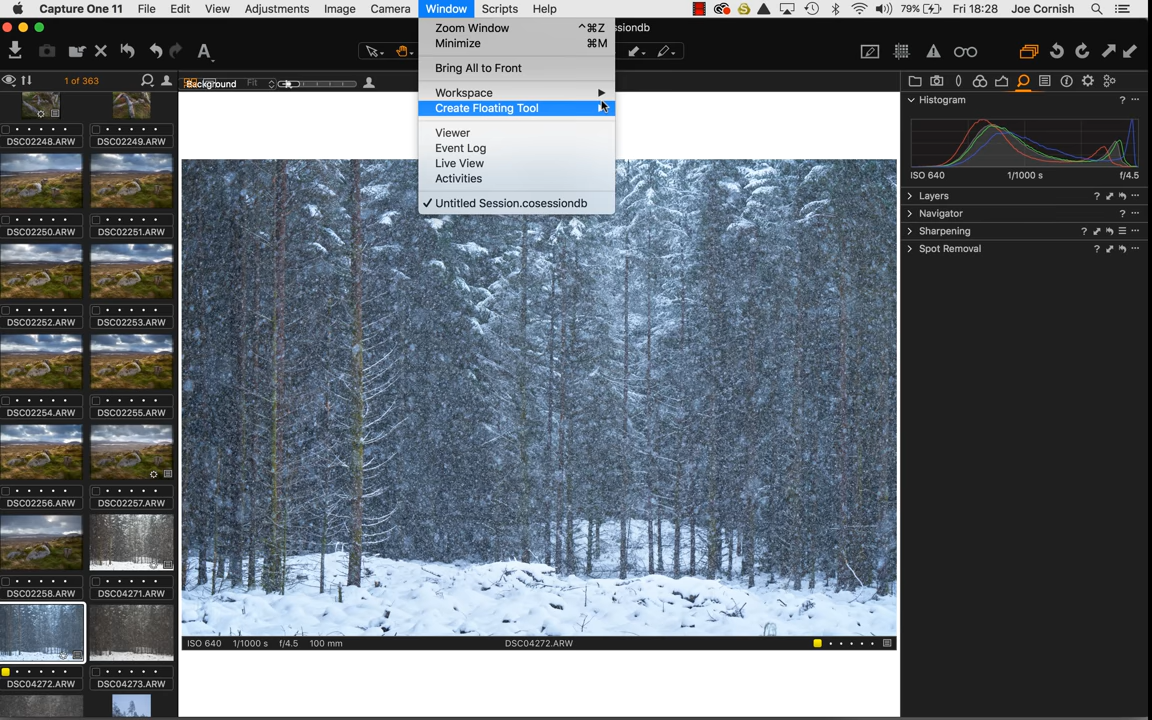 Capture One 11 File Edit View Adjustments Image Camera Window Scripts Help 79% Fri 18:28 Joe Cornish
ssiondb
Zoom Window ^⌘Z
Minimize ⌘M
Bring All to Front
Workspace
Create Floating Tool
Viewer
Event Log
Live View
Activities
✓ Untitled Session.cosessiondb
A
1 of 363
Background Fit
DSC02248.ARW DSC02249.ARW
DSC02250.ARW DSC02251.ARW
DSC02252.ARW DSC02253.ARW
DSC02254.ARW DSC02255.ARW
DSC02256.ARW DSC02257.ARW
DSC02258.ARW DSC04271.ARW
DSC04272.ARW DSC04273.ARW
ISO 640 1/1000 s f/4.5 100 mm DSC04272.ARW
Histogram ? ...
ISO 640 1/1000 s f/4.5
Layers ? ...
Navigator ? ...
Sharpening ? ...
Spot Removal ? ...